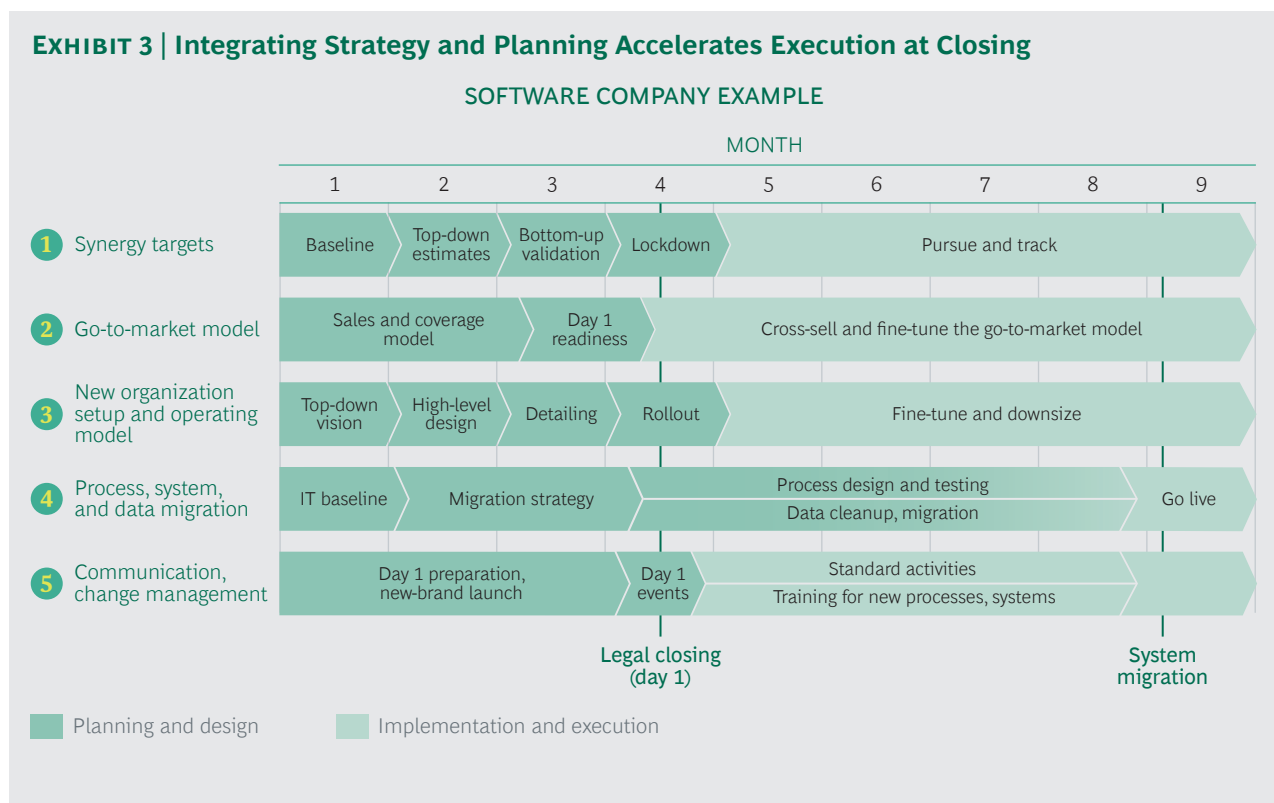 EXHIBIT 3 | Integrating Strategy and Planning Accelerates Execution at Closing
SOFTWARE COMPANY EXAMPLE
MONTH
1 2 3 4 5 6 7 8 9
1 Synergy targets
Baseline
Top-down
estimates
Bottom-up
validation
Lockdown
Pursue and track
2 Go-to-market model
Sales and coverage
model
Day 1
readiness
Cross-sell and fine-tune the go-to-market model
3 New organization
setup and operating
model
Top-down
vision
High-level
design
Detailing
Rollout
Fine-tune and downsize
4 Process, system,
and data migration
IT baseline
Migration strategy
Process design and testing
Data cleanup, migration
Go live
5 Communication,
change management
Day 1 preparation,
new-brand launch
Day 1
events
Standard activities
Training for new processes, systems
Legal closing
(day 1)
System
migration
Planning and design
Implementation and execution